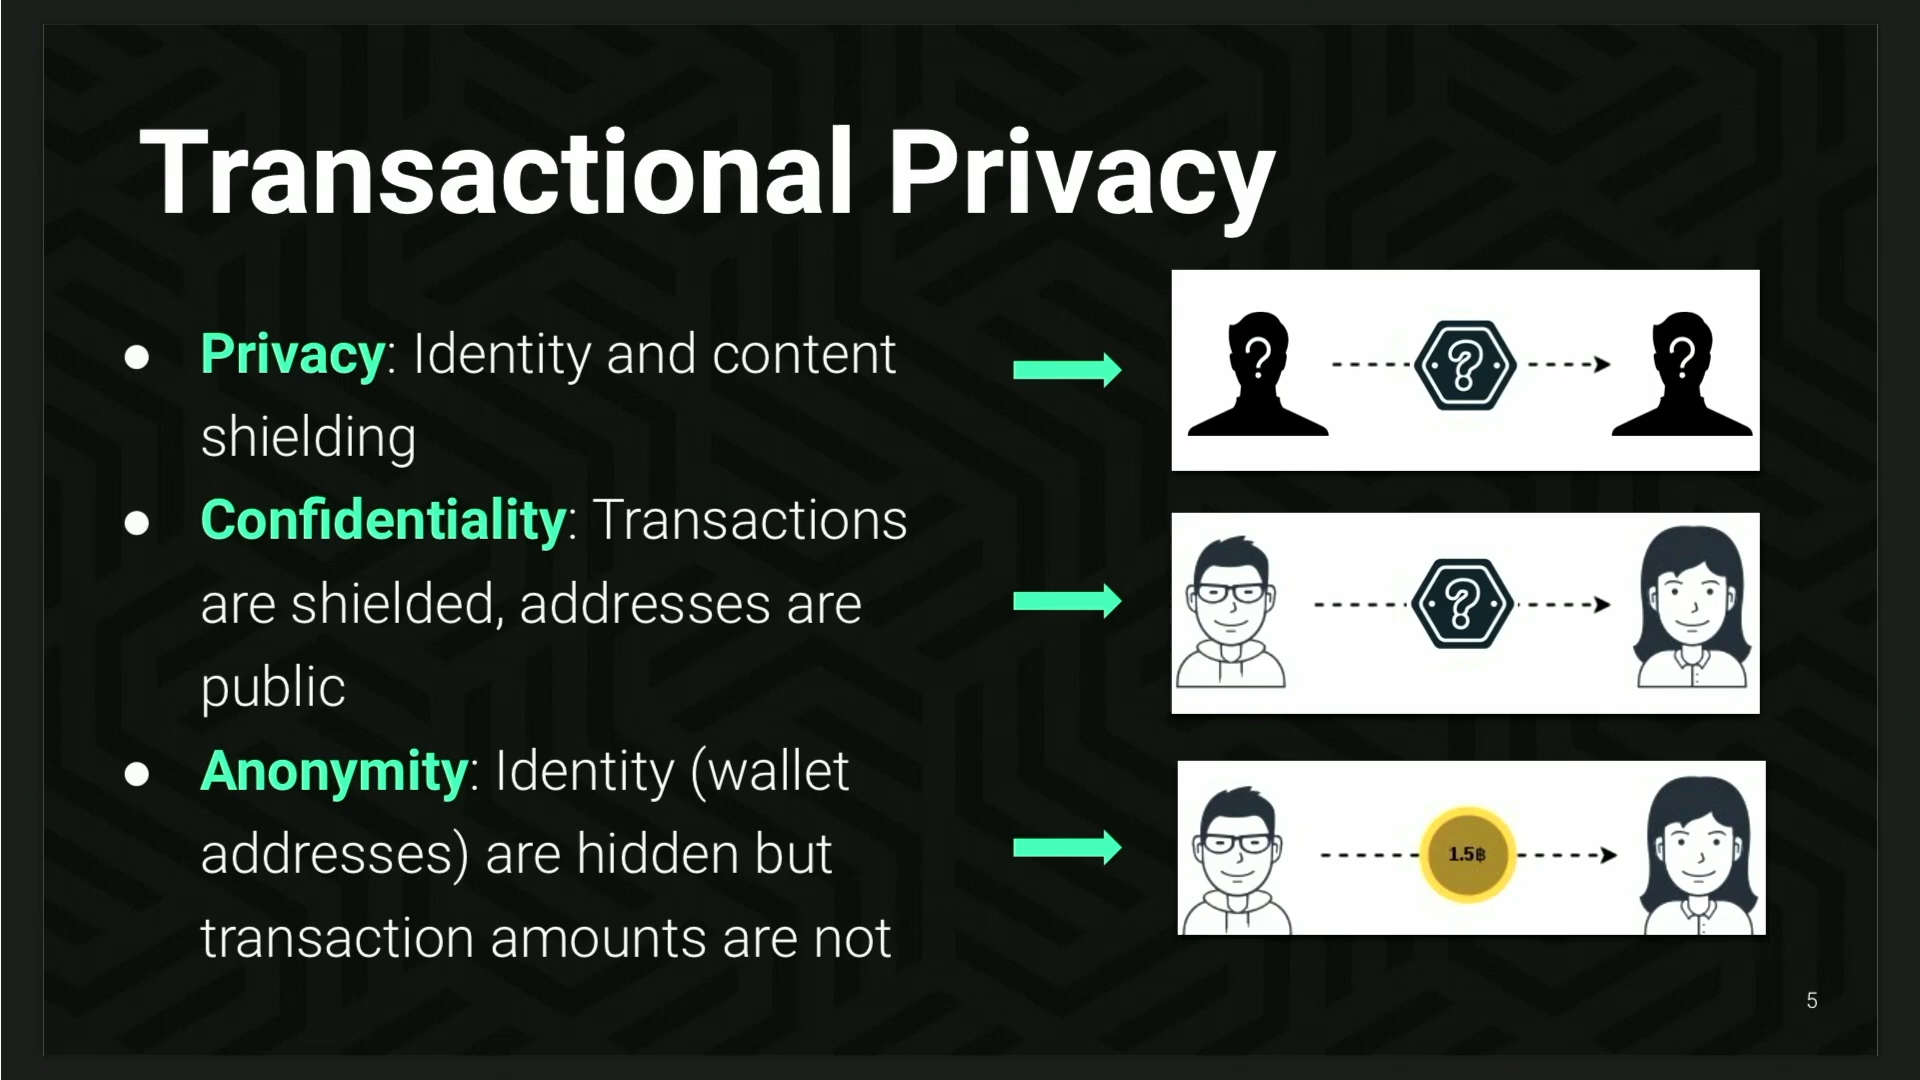 Transactional Privacy
● Privacy: Identity and content
shielding
● Confidentiality: Transactions
are shielded, addresses are
public
● Anonymity: Identity (wallet
addresses) are hidden but
transaction amounts are not
? ? ?
?
1.5฿
5